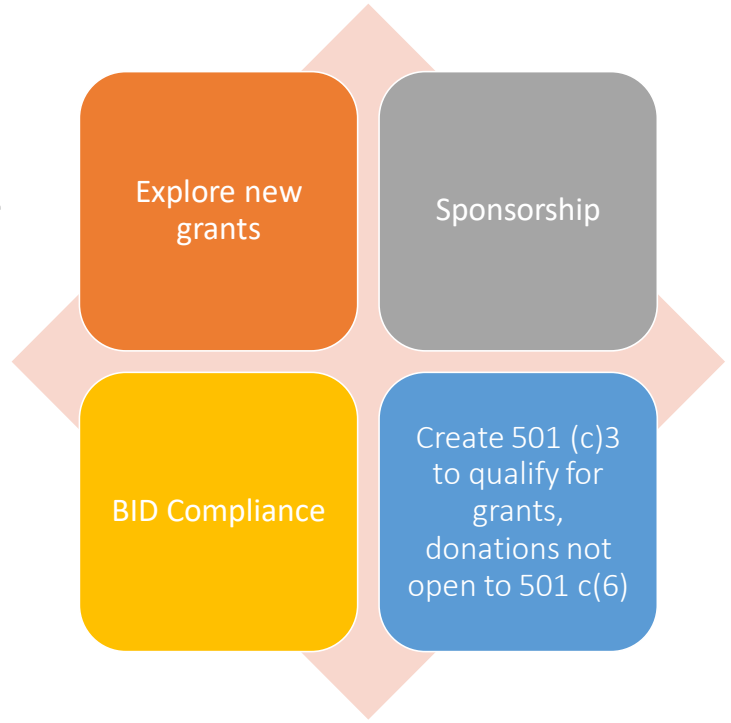 Explore new
grants
Sponsorship
BID Compliance
Create 501 (c)3
to qualify for
grants,
donations not
open to 501 c(6)